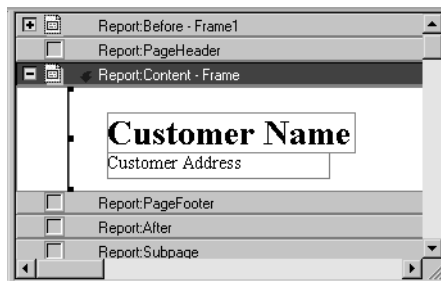 Report:Before - Frame1
Report:PageHeader
Report:Content - Frame
Customer Name
Customer Address
Report:PageFooter
Report:After
Report:Subpage